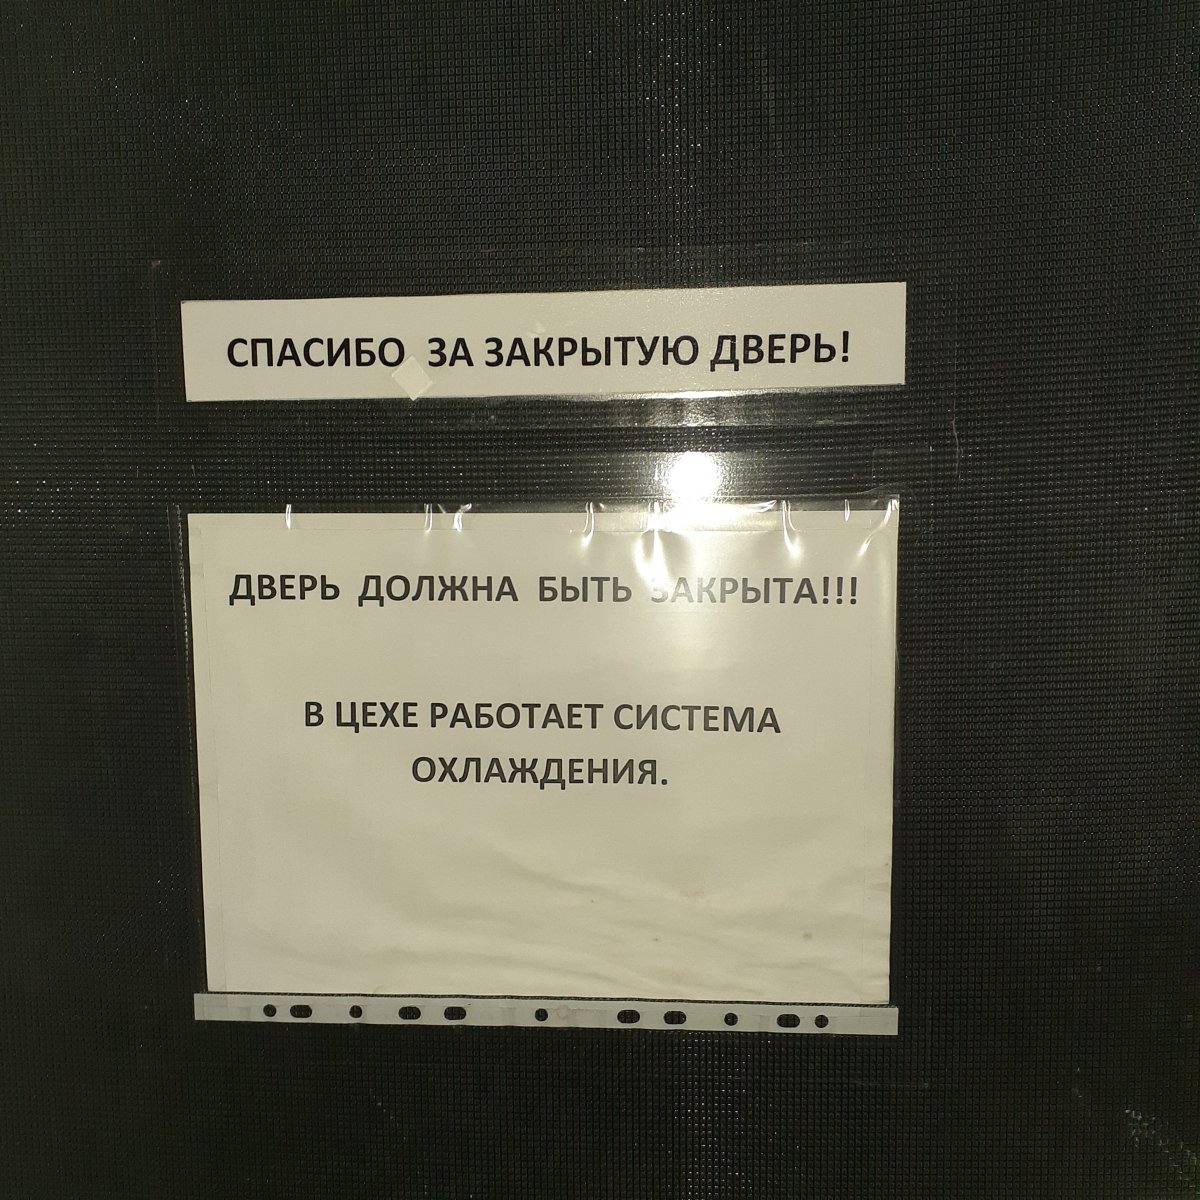 СПАСИБО ЗА ЗАКРЫТУЮ ДВЕРЬ!
ДВЕРЬ ДОЛЖНА БЫТЬ ЗАКРЫТА!!!
В ЦЕХЕ РАБОТАЕТ СИСТЕМА
ОХЛАЖДЕНИЯ.